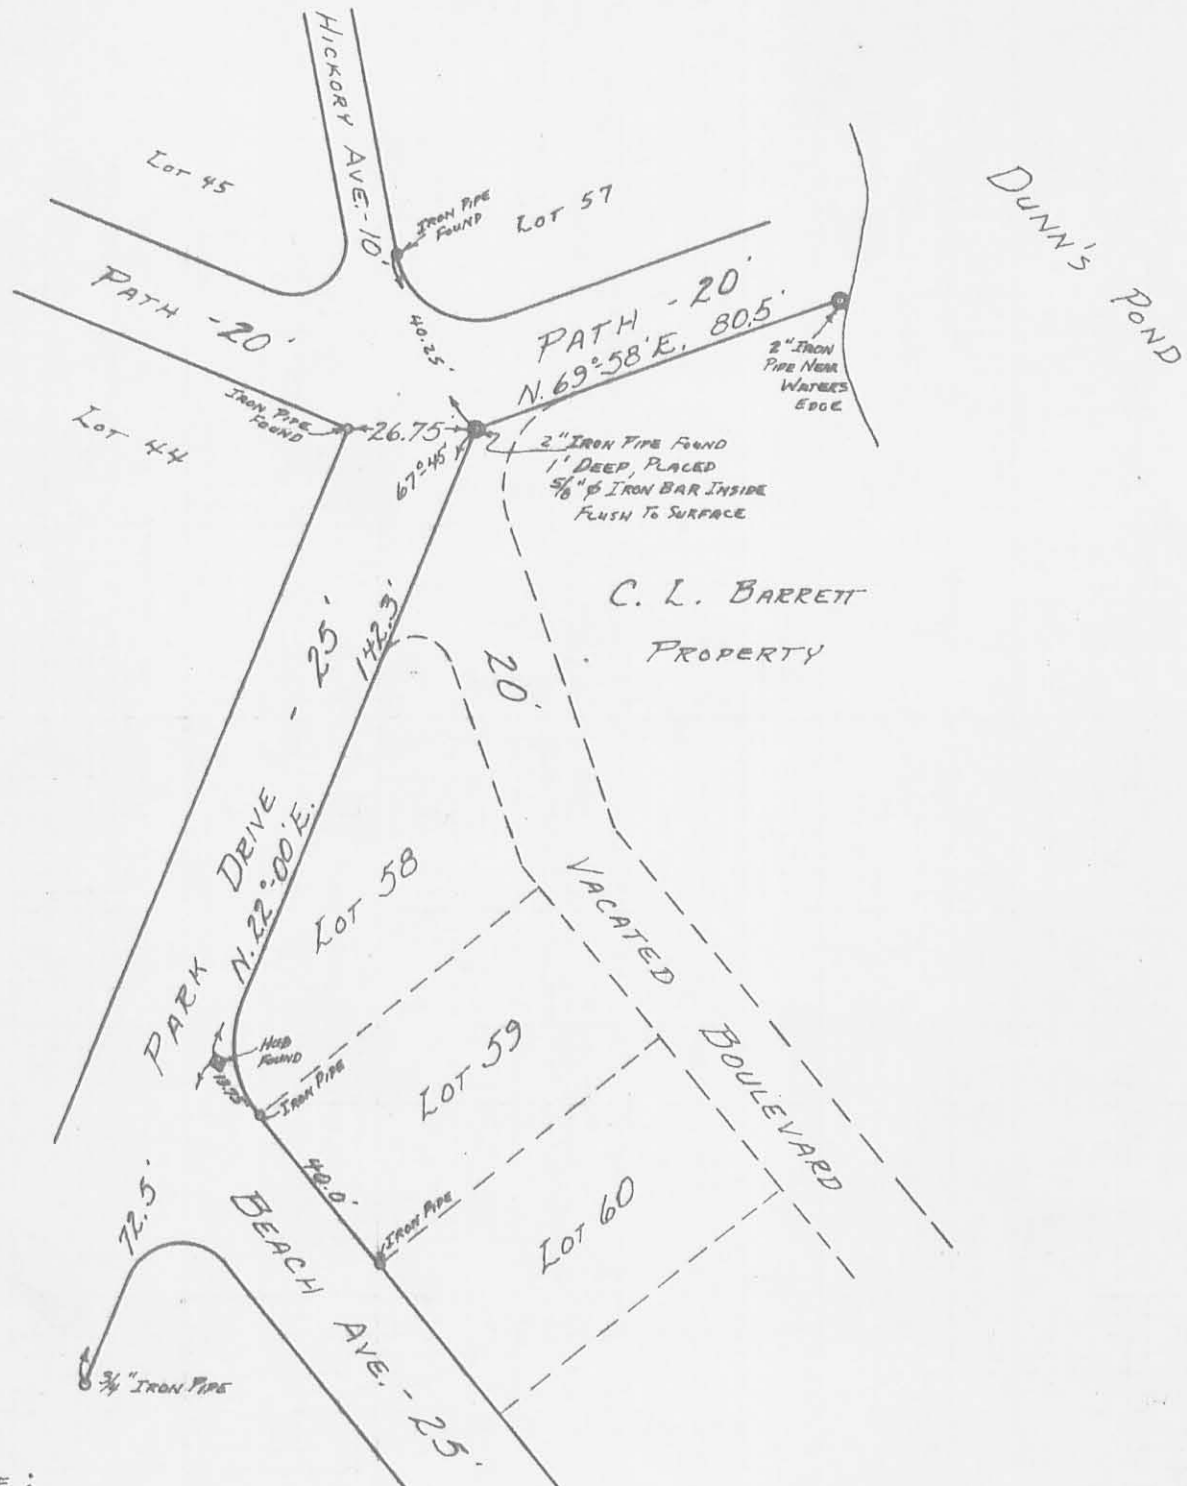 HICKORY AVE.-10'
LOT 45
IRON PIPE
FOUND
LOT 57
DUNN'S POND
PATH - 20'
40.25'
PATH - 20'
N. 69°-58' E. 80.5'
2" IRON
PIPE NEAR
WATERS
EDGE
IRON PIPE
FOUND
26.75
LOT 44
67°45'
2" IRON PIPE FOUND
1' DEEP, PLACED
5/8" φ IRON BAR INSIDE
FLUSH TO SURFACE
C. L. BARRETT
PROPERTY
142.3'
20'
PARK DRIVE - 25'
N. 22°-00' E.
LOT 58
VACATED BOULEVARD
HUB
FOUND
IRON PIPE
LOT 59
40.0'
IRON PIPE
LOT 60
72.5'
BEACH AVE. - 25'
3/4" IRON PIPE